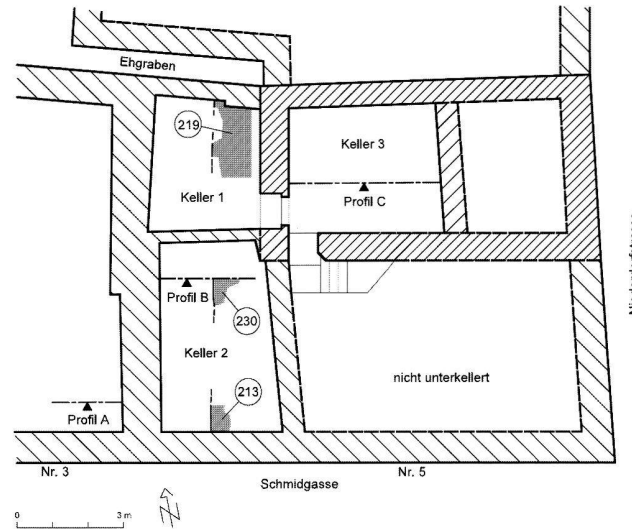 Ehgraben
219
Keller 3
Keller 1
Profil C
Profil B
230
Keller 2
nicht unterkellert
213
Profil A
Nr. 3
Nr. 5
Schmidgasse
0
3 m
N